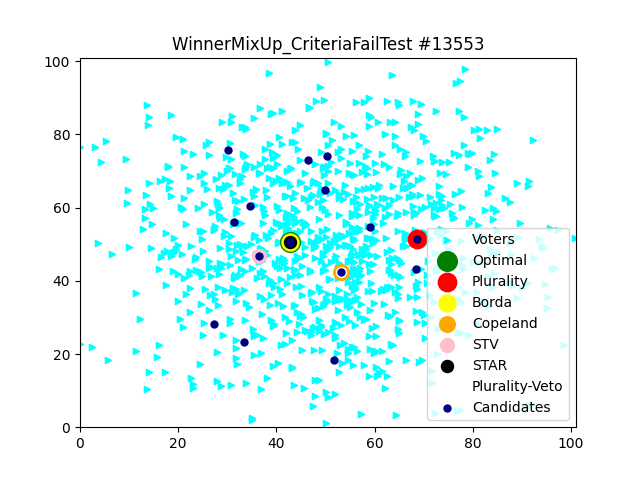 WinnerMixUp_CriteriaFailTest #13553
100
80
60
40
20
0
0 20 40 60 80 100
Voters
Optimal
Plurality
Borda
Copeland
STV
STAR
Plurality-Veto
Candidates